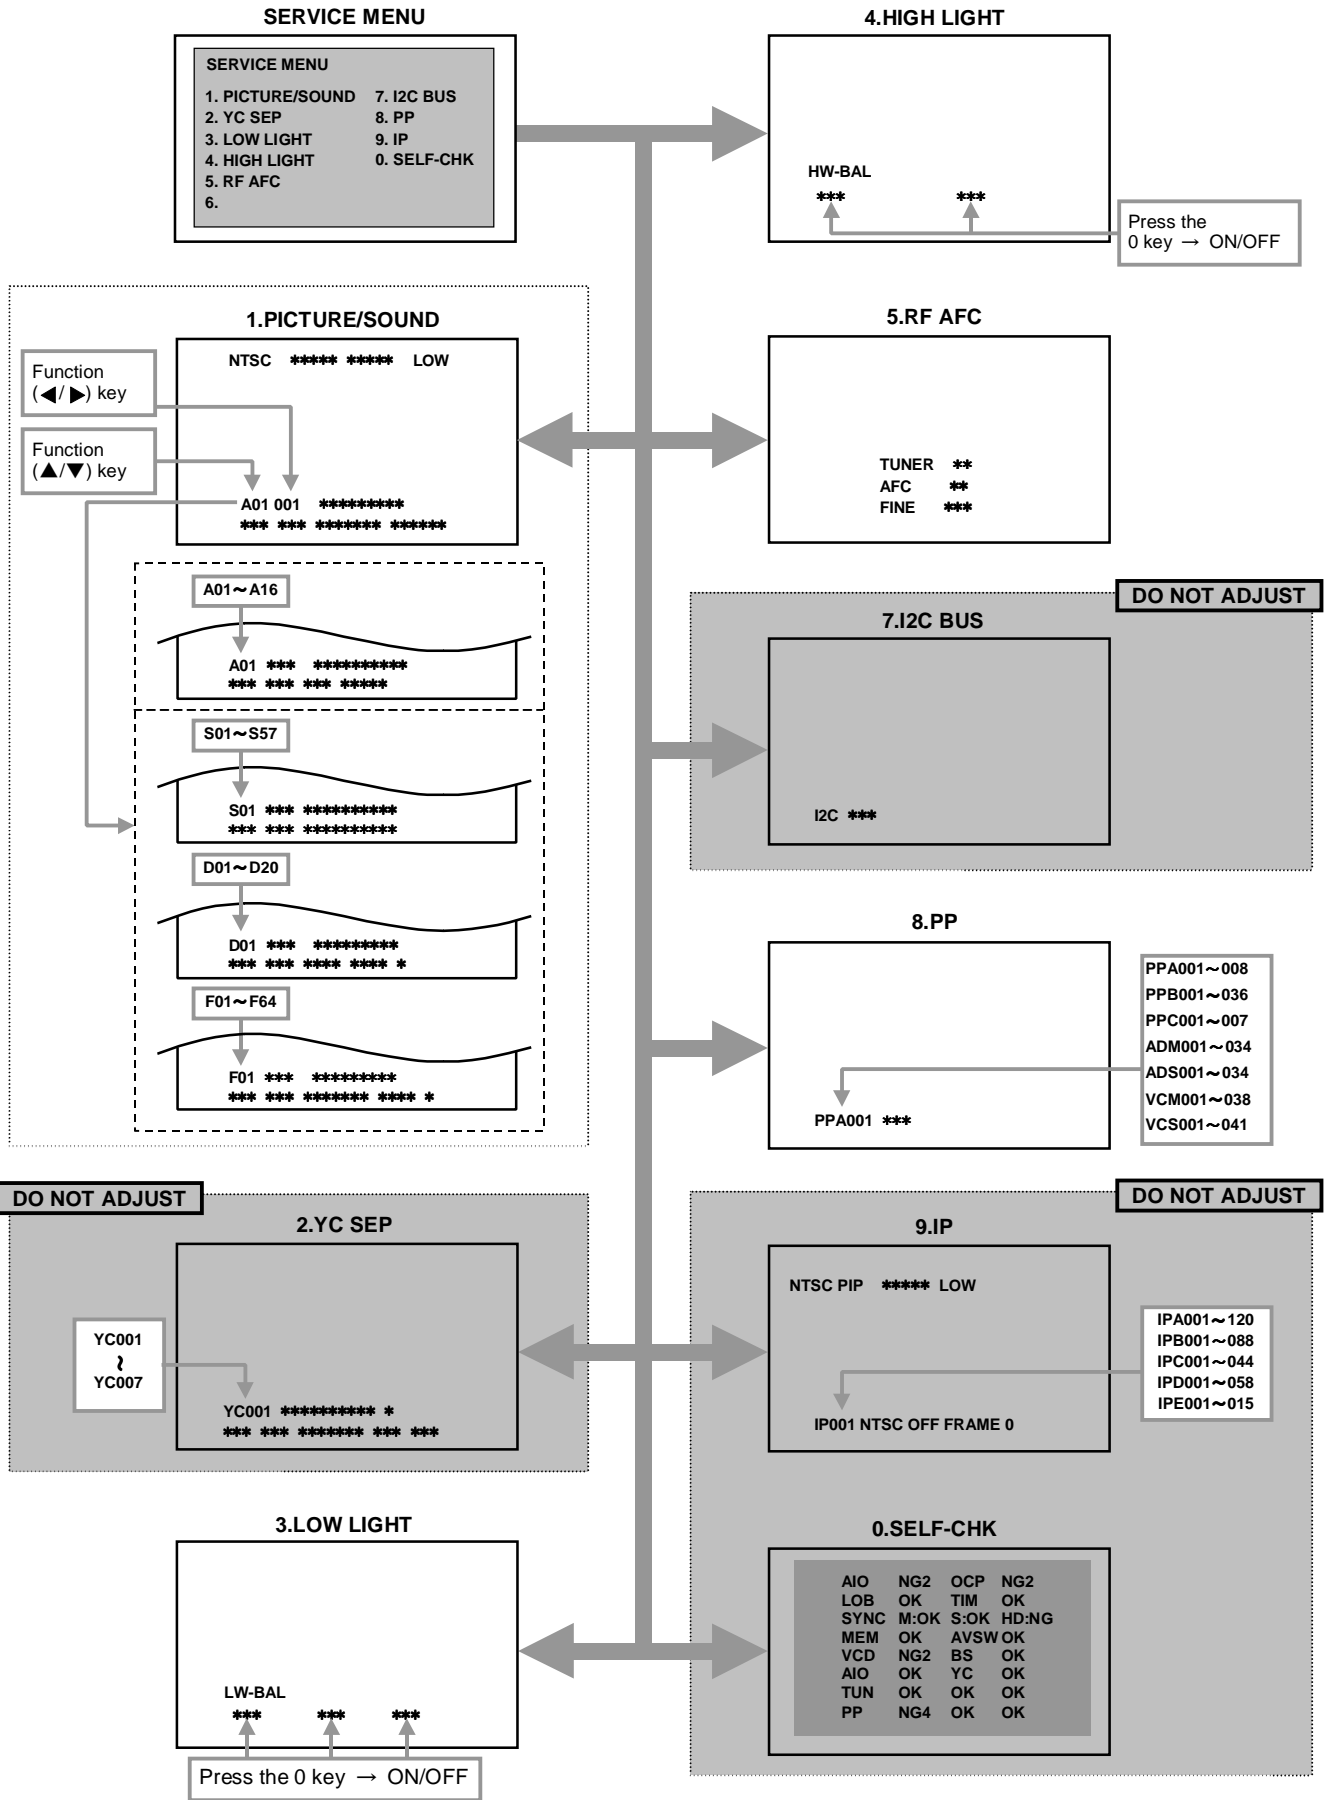 SERVICE MENU
SERVICE MENU
1. PICTURE/SOUND 7. I2C BUS
2. YC SEP 8. PP
3. LOW LIGHT 9. IP
4. HIGH LIGHT 0. SELF-CHK
5. RF AFC
6.
4.HIGH LIGHT
HW-BAL
*** ***
Press the
0 key → ON/OFF
1.PICTURE/SOUND
NTSC ***** ***** LOW
Function
(◀/▶) key
Function
(▲/▼) key
A01 001 *********
*** *** ******* ******
A01~A16
A01 *** **********
*** *** *** *****
S01~S57
S01 *** **********
*** *** **********
D01~D20
D01 *** *********
*** *** **** **** *
F01~F64
F01 *** *********
*** *** ******* **** *
5.RF AFC
TUNER **
AFC **
FINE ***
DO NOT ADJUST
7.I2C BUS
I2C ***
8.PP
PPA001 ***
PPA001~008
PPB001~036
PPC001~007
ADM001~034
ADS001~034
VCM001~038
VCS001~041
DO NOT ADJUST
2.YC SEP
YC001
~
YC007
YC001 ********** *
*** *** ******* *** ***
DO NOT ADJUST
9.IP
NTSC PIP ***** LOW
IP001 NTSC OFF FRAME 0
IPA001~120
IPB001~088
IPC001~044
IPD001~058
IPE001~015
3.LOW LIGHT
LW-BAL
*** *** ***
Press the 0 key → ON/OFF
0.SELF-CHK
AIO NG2 OCP NG2
LOB OK TIM OK
SYNC M:OK S:OK HD:NG
MEM OK AVSW OK
VCD NG2 BS OK
AIO OK YC OK
TUN OK OK OK
PP NG4 OK OK